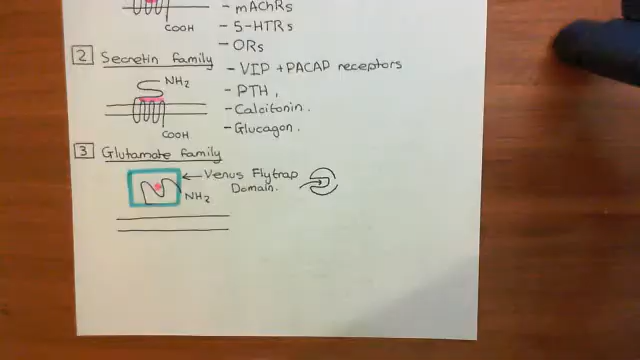 - mAChRs
COOH
- 5-HTRs
- ORs
2 Secretin family
- VIP + PACAP receptors
NH2
- PTH,
- Calcitonin.
- Glucagon.
COOH
3 Glutamate family
Venus Flytrap
Domain.
NH2